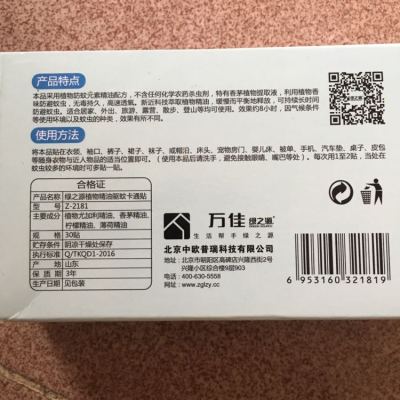 产品特点
本品采用植物防蚊元素精油配方，不含任何化学农药杀虫剂，特有香茅植物提取液，利用植物香
味防避蚊虫，无毒持久，高速透氧。新近科技萃取植物精油，缓慢而平衡地释放，可持续长时间
防避蚊虫，适合居家、外出、旅游、露营、散步、登山等均可使用。效果约8小时，因气候条件
等使用环境以及蚊虫的种类，效果有所不同。
使用方法
将本品贴在衣领、袖口、裤子、裙子、袜子、或帽沿、床头、宠物房门、婴儿床、被单、手机、汽车垫、桌子、皮包
等随身衣物与近人物品的适当位置即可。（使用本品后请洗手，避免接触眼睛、嘴巴等处）。每次用1至2贴，当
蚊虫较多的环境时可多贴一贴。
合格证
产品名称 绿之源植物精油驱蚊卡通贴
产品货号 Z-2181
主要成分 植物尤加利精油、香茅精油、
柠檬精油、薄荷精油
规格 30贴
贮存条件 阴凉干燥处保存
执行标准 Q/TKQD1-2016
产地 山东
保质期 3年
生产日期 见包装
万佳 绿之源
生活帮手绿之源
北京中欧普瑞科技有限公司
地址：北京市朝阳区高碑店兴隆西街2号
兴隆小区综合楼9层903
电话：400-630-5558
网址：www.zglzy.cc
6 953160 321819